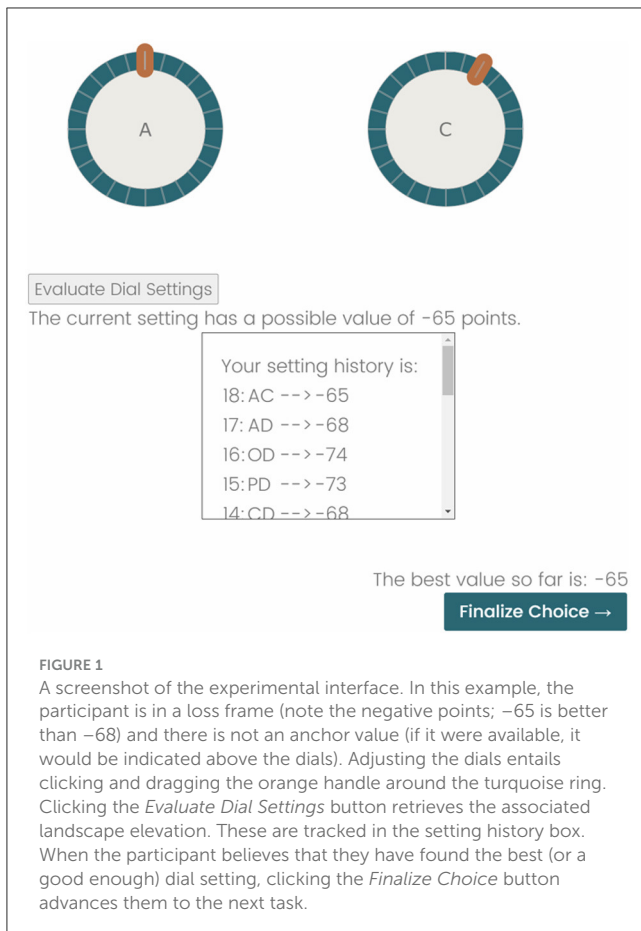 A
C
Evaluate Dial Settings
The current setting has a possible value of -65 points.
Your setting history is:
18: AC --> -65
17: AD --> -68
16: OD --> -74
15: PD --> -73
14: CD --> -68
The best value so far is: -65
Finalize Choice →
FIGURE 1
A screenshot of the experimental interface. In this example, the
participant is in a loss frame (note the negative points; −65 is better
than −68) and there is not an anchor value (if it were available, it
would be indicated above the dials). Adjusting the dials entails
clicking and dragging the orange handle around the turquoise ring.
Clicking the Evaluate Dial Settings button retrieves the associated
landscape elevation. These are tracked in the setting history box.
When the participant believes that they have found the best (or a
good enough) dial setting, clicking the Finalize Choice button
advances them to the next task.